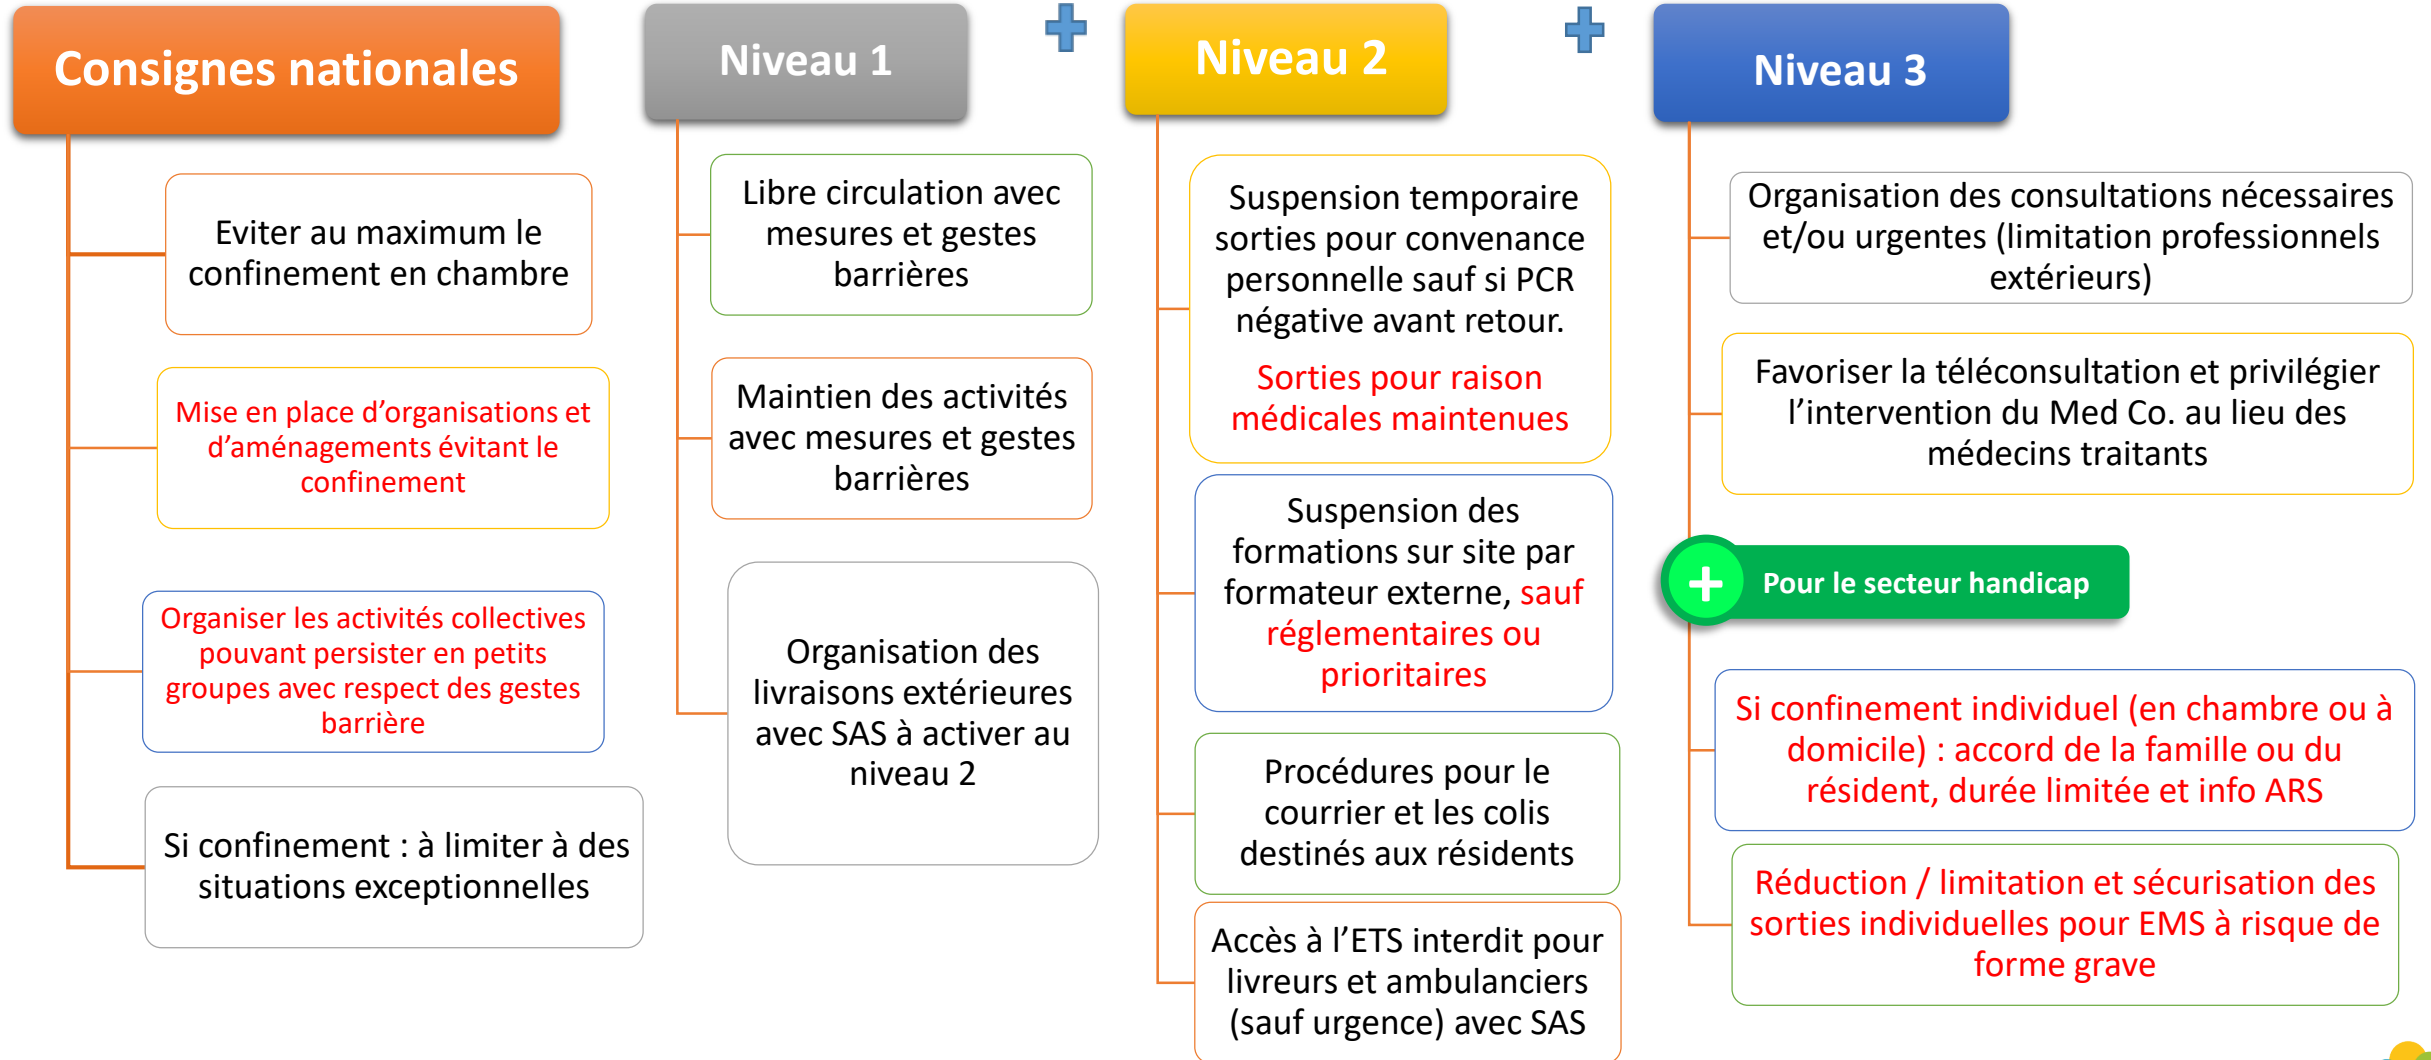 Consignes nationales
Eviter au maximum le
confinement en chambre
Mise en place d’organisations et
d’aménagements évitant le
confinement
Organiser les activités collectives
pouvant persister en petits
groupes avec respect des gestes
barrière
Si confinement : à limiter à des
situations exceptionnelles
Niveau 1
Libre circulation avec
mesures et gestes
barrières
Maintien des activités
avec mesures et gestes
barrières
Organisation des
livraisons extérieures
avec SAS à activer au
niveau 2
Niveau 2
Suspension temporaire
sorties pour convenance
personnelle sauf si PCR
négative avant retour.
Sorties pour raison
médicales maintenues
Suspension des
formations sur site par
formateur externe, sauf
réglementaires ou
prioritaires
Procédures pour le
courrier et les colis
destinés aux résidents
Accès à l’ETS interdit pour
livreurs et ambulanciers
(sauf urgence) avec SAS
Niveau 3
Organisation des consultations nécessaires
et/ou urgentes (limitation professionnels
extérieurs)
Favoriser la téléconsultation et privilégier
l’intervention du Med Co. au lieu des
médecins traitants
+ Pour le secteur handicap
Si confinement individuel (en chambre ou à
domicile) : accord de la famille ou du
résident, durée limitée et info ARS
Réduction / limitation et sécurisation des
sorties individuelles pour EMS à risque de
forme grave